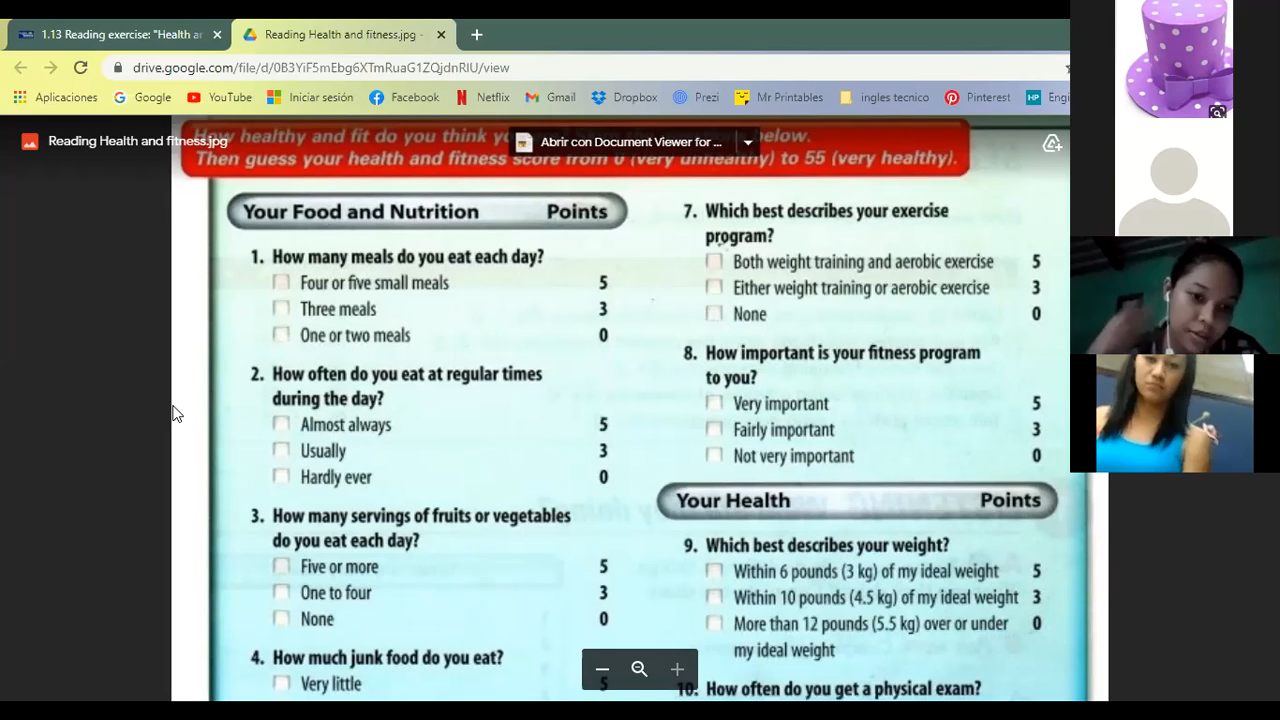 1.13 Reading exercise: "Health ar
Reading Health and fitness.jpg -
drive.google.com/file/d/0B3YiF5mEbg6XTmRuaG1ZQjdnRlU/view
Aplicaciones Google YouTube Iniciar sesión Facebook Netflix Gmail Dropbox Prezi Mr Printables ingles tecnico Pinterest Engl
Reading Health and fitness.jpg
Abrir con Document Viewer for ...
How healthy and fit do you think below.
Then guess your health and fitness score from 0 (very unhealthy) to 55 (very healthy).
Your Food and Nutrition Points
1. How many meals do you eat each day?
Four or five small meals 5
Three meals 3
One or two meals 0
2. How often do you eat at regular times
during the day?
Almost always 5
Usually 3
Hardly ever 0
3. How many servings of fruits or vegetables
do you eat each day?
Five or more 5
One to four 3
None 0
4. How much junk food do you eat?
Very little 5
7. Which best describes your exercise
program?
Both weight training and aerobic exercise 5
Either weight training or aerobic exercise 3
None 0
8. How important is your fitness program
to you?
Very important 5
Fairly important 3
Not very important 0
Your Health Points
9. Which best describes your weight?
Within 6 pounds (3 kg) of my ideal weight 5
Within 10 pounds (4.5 kg) of my ideal weight 3
More than 12 pounds (5.5 kg) over or under 0
my ideal weight
10. How often do you get a physical exam?